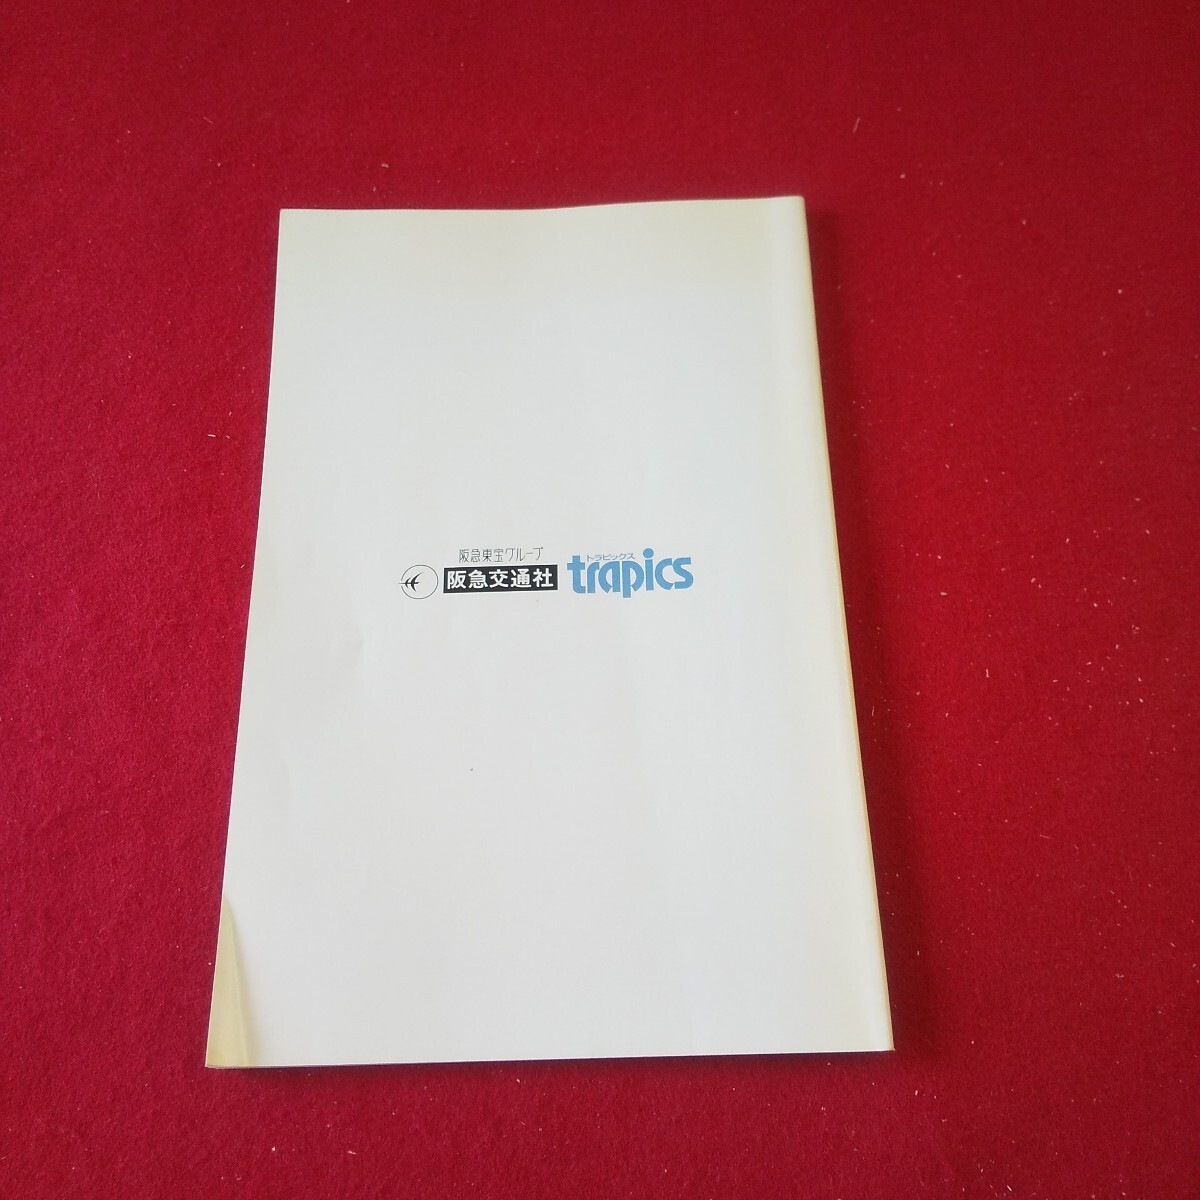 阪急東宝グループ
阪急交通社
トラピックス
trapics